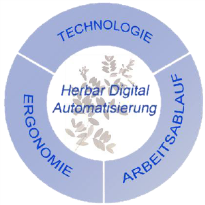 TECHNOLOGIE
Herbar Digital
Automatisierung
ERGONOMIE
ARBEITSABLAUF